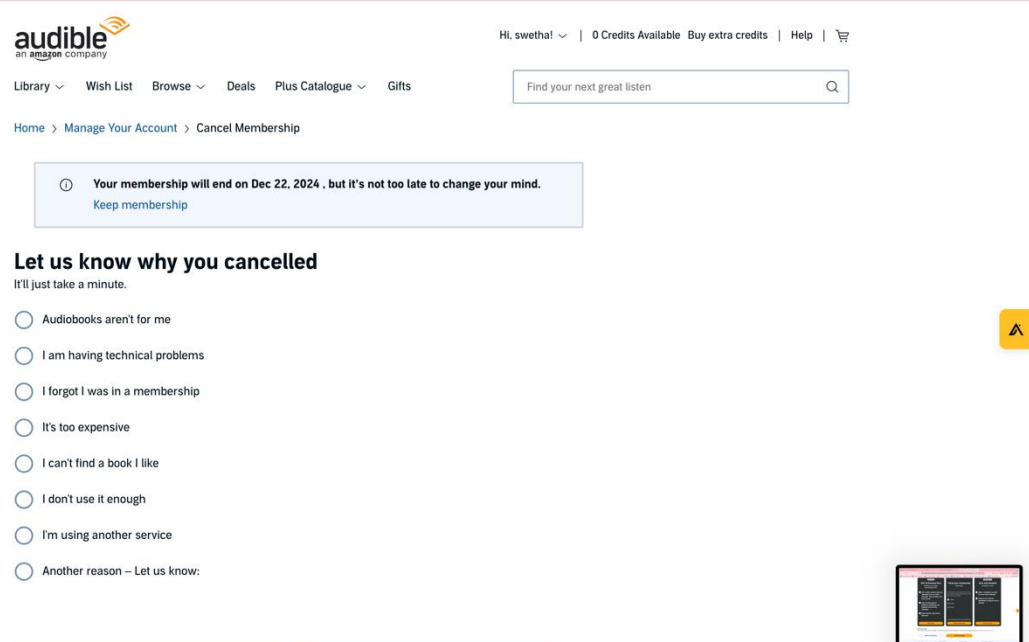 audible
an amazon company
Hi, swetha! | 0 Credits Available Buy extra credits | Help |
Library Wish List Browse Deals Plus Catalogue Gifts
Find your next great listen
Home > Manage Your Account > Cancel Membership
Your membership will end on Dec 22, 2024 , but it's not too late to change your mind.
Keep membership
Let us know why you cancelled
It'll just take a minute.
Audiobooks aren't for me
I am having technical problems
I forgot I was in a membership
It's too expensive
I can't find a book I like
I don't use it enough
I'm using another service
Another reason – Let us know: